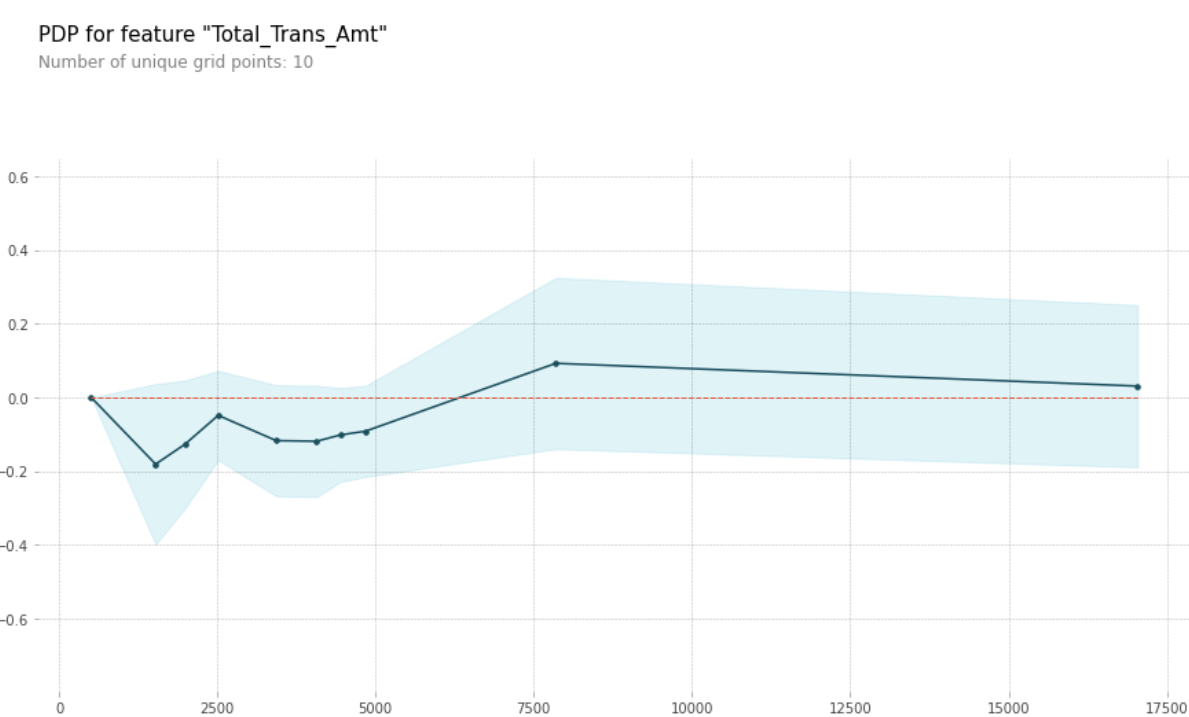 PDP for feature "Total_Trans_Amt"
Number of unique grid points: 10
0.6
0.4
0.2
0.0
−0.2
−0.4
−0.6
0 2500 5000 7500 10000 12500 15000 17500